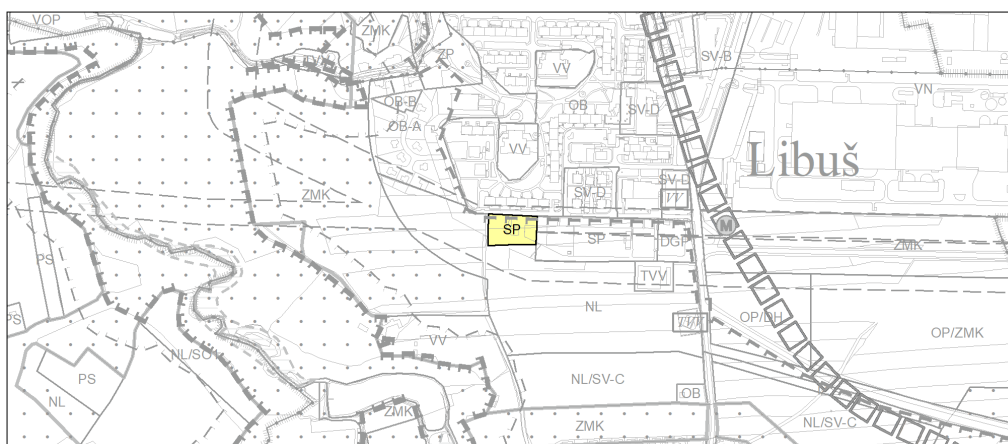 VOP
ZMK
ZP
SV-B
VV
VN
OB-B
OB
SV-D
OB-A
VV
Libuš
ZMK
SV-D
SV-D
VV
SP
SP
M
DGP
ZMK
PS
TVV
NL
PS
OP/DH
TVV
OP/ZMK
VV
NL/SO1
PS
NL/SV-C
NL
OB
ZMK
ZMK
NL/SV-C